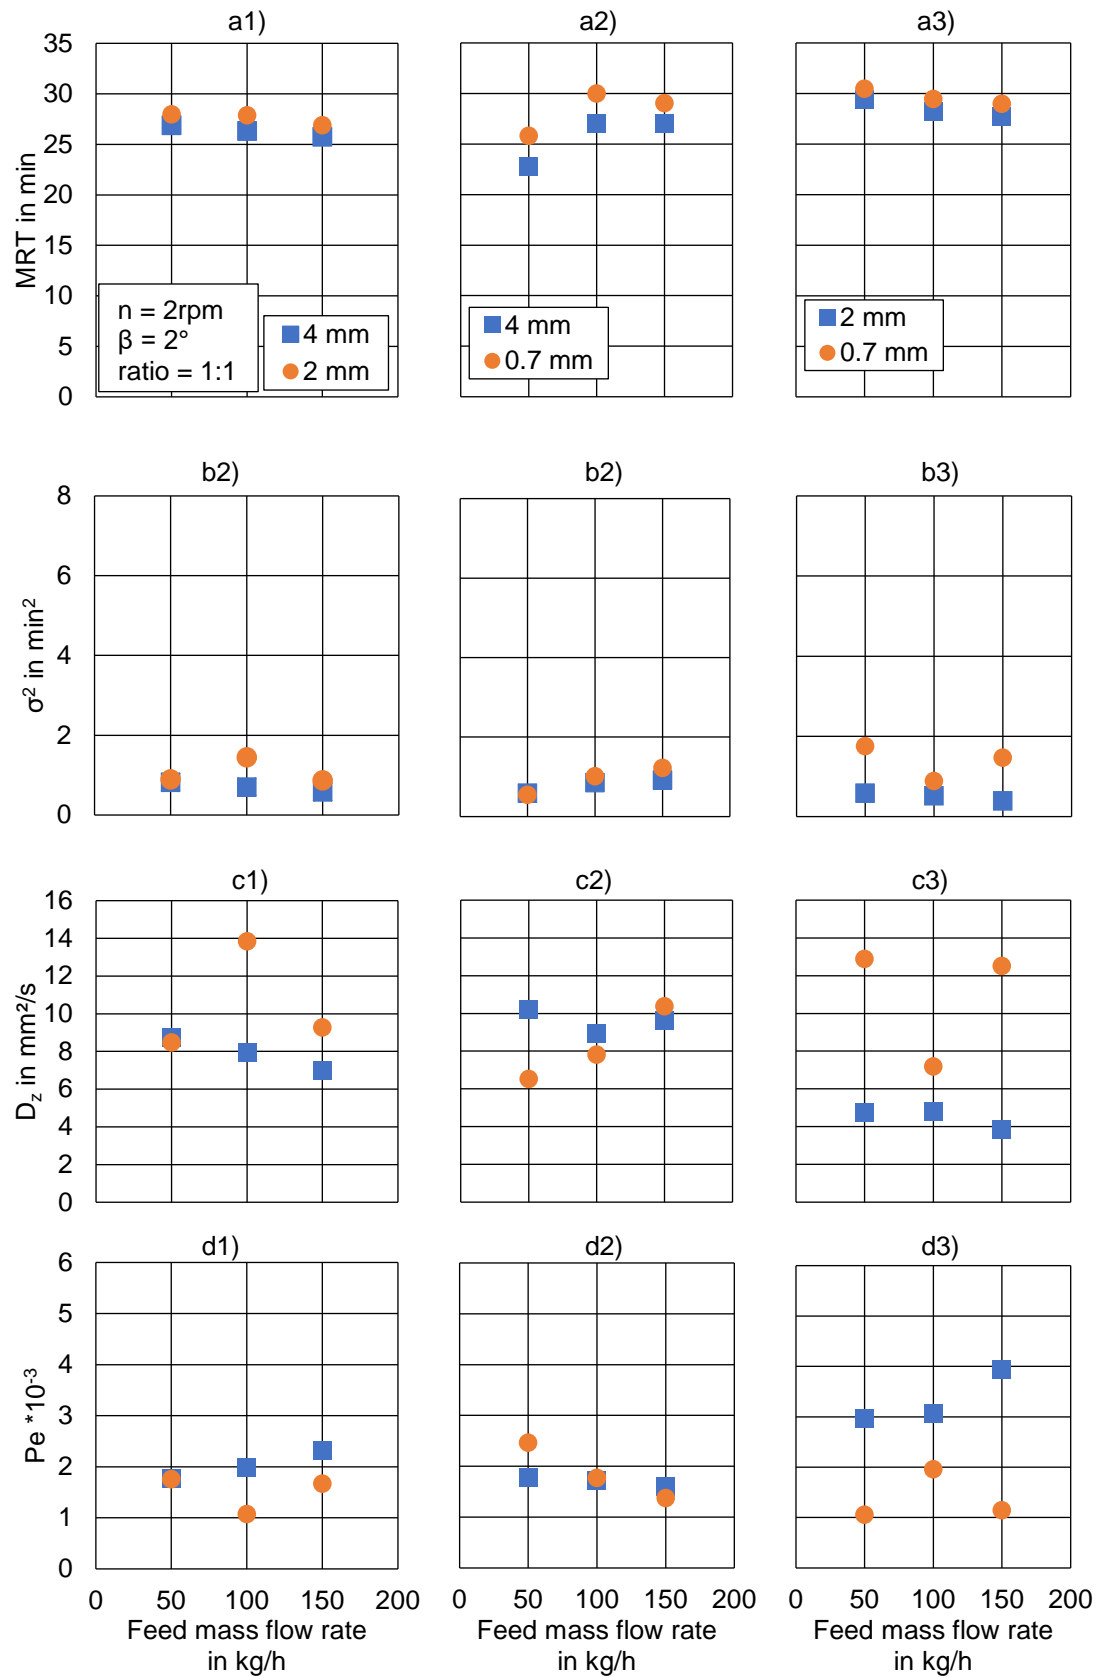 a1)
a2)
a3)
35
30
25
20
15
10
5
0
MRT in min
n = 2rpm
β = 2°
ratio = 1:1
4 mm
2 mm
4 mm
0.7 mm
2 mm
0.7 mm
b2)
b2)
b3)
8
6
4
2
0
σ² in min²
c1)
c2)
c3)
16
14
12
10
8
6
4
2
0
Dz in mm²/s
d1)
d2)
d3)
6
5
4
3
2
1
0
Pe *10⁻³
0 50 100 150 200
0 50 100 150 200
0 50 100 150 200
Feed mass flow rate
in kg/h
Feed mass flow rate
in kg/h
Feed mass flow rate
in kg/h